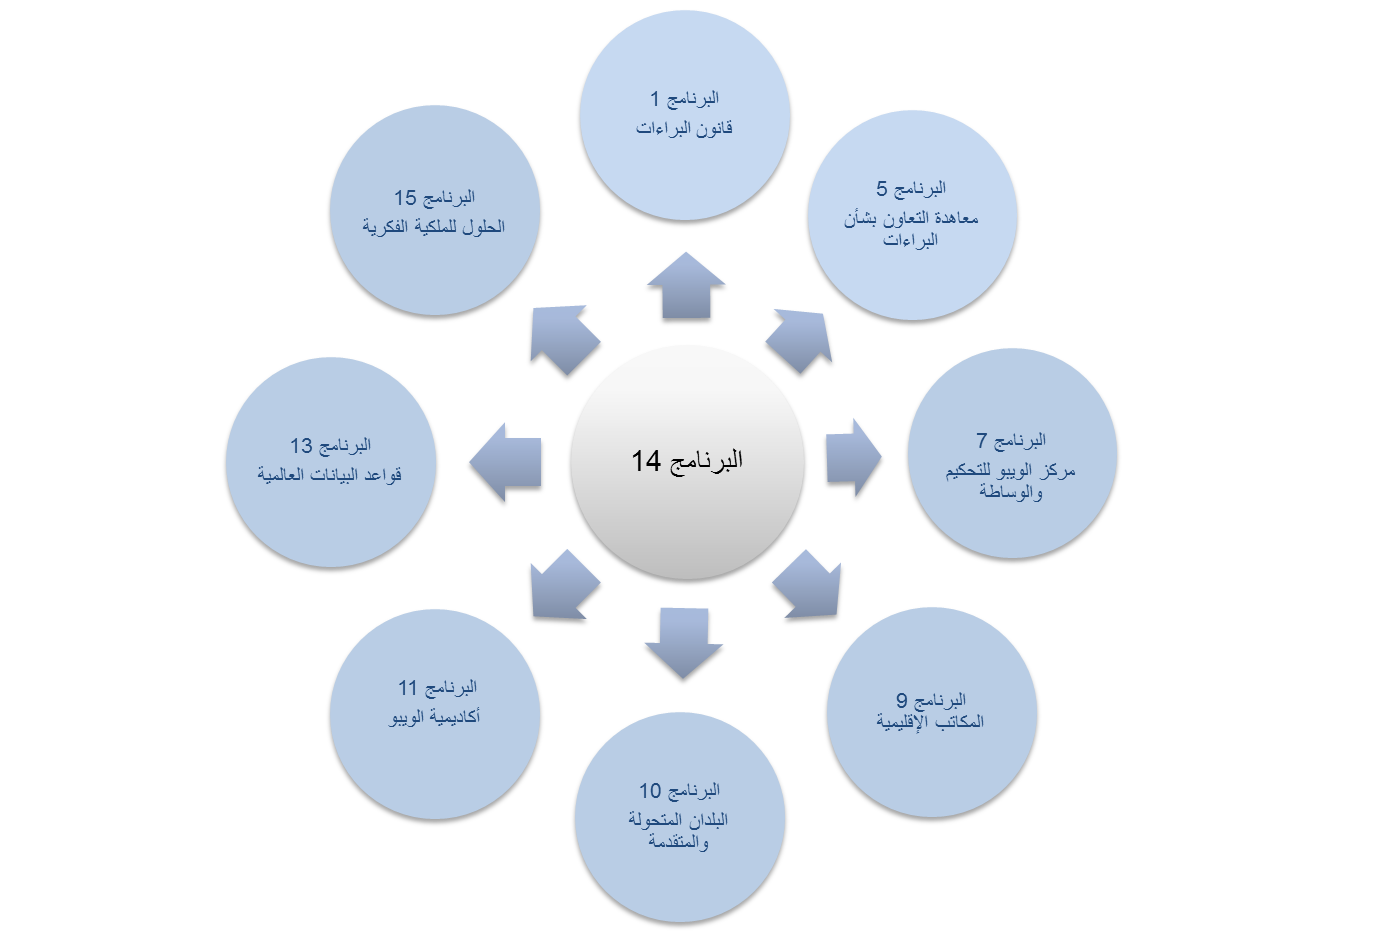 البرنامج 1
قانون البراءات
البرنامج 5
معاهدة التعاون بشأن
البراءات
البرنامج 7
مركز الويبو للتحكيم
والوساطة
البرنامج 9
المكاتب الإقليمية
البرنامج 10
البلدان المتحولة
والمتقدمة
البرنامج 11
أكاديمية الويبو
البرنامج 13
قواعد البيانات العالمية
البرنامج 15
الحلول للملكية الفكرية
البرنامج 14